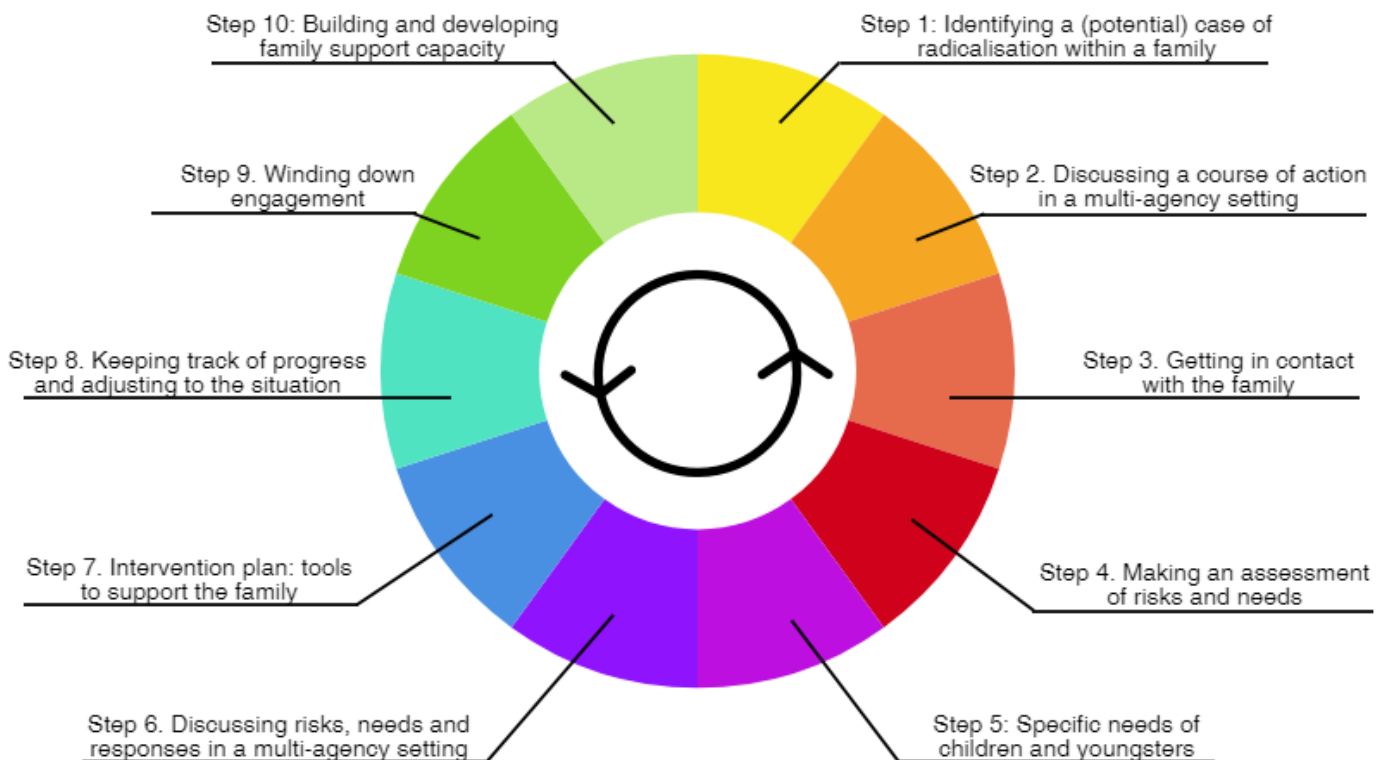 Step 1: Identifying a (potential) case of
radicalisation within a family
Step 2. Discussing a course of action
in a multi-agency setting
Step 3. Getting in contact
with the family
Step 4. Making an assessment
of risks and needs
Step 5: Specific needs of
children and youngsters
Step 6. Discussing risks, needs and
responses in a multi-agency setting
Step 7. Intervention plan: tools
to support the family
Step 8. Keeping track of progress
and adjusting to the situation
Step 9. Winding down
engagement
Step 10: Building and developing
family support capacity